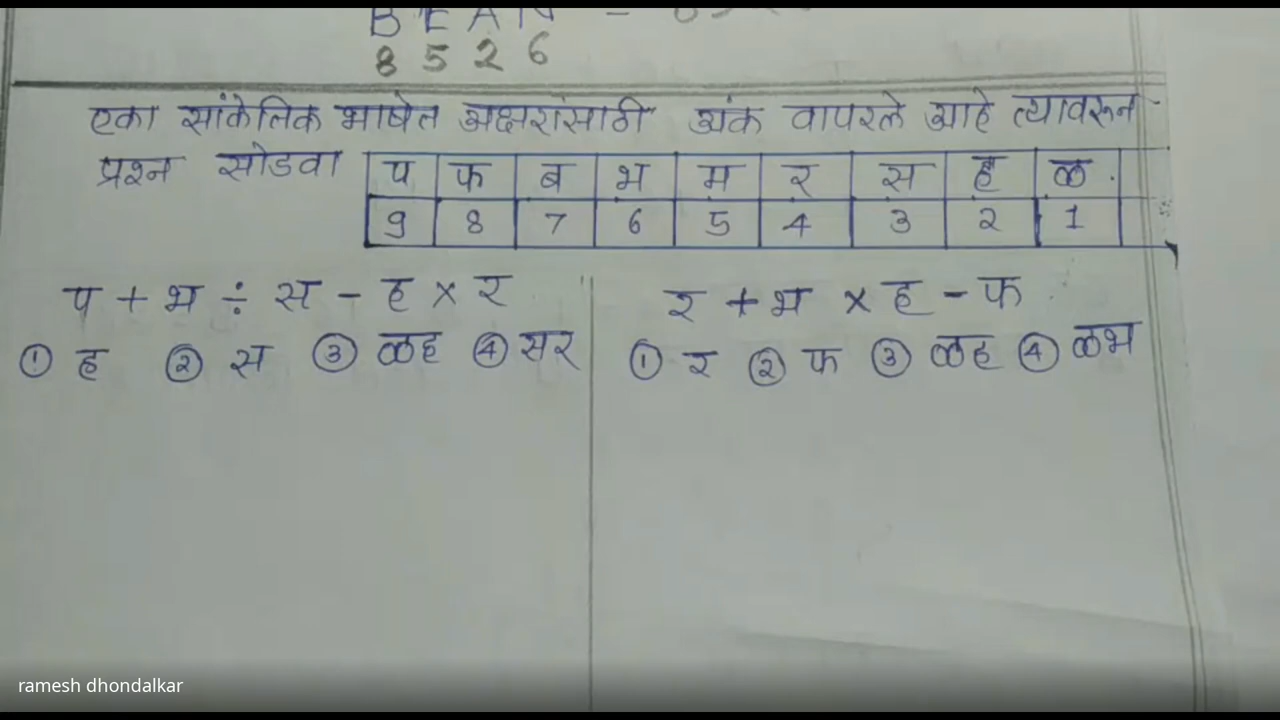 B E A N -
8 5 2 6
एका सांकेतिक भाषेत अक्षरांसाठी अंक वापरले आहे त्यावरून
प्रश्न सोडवा
प फ ब भ म र स ह ळ
9 8 7 6 5 4 3 2 1
प + भ ÷ स - ह × र
① ह ② स ③ ळह ④ सर
र + भ × ह - फ
① र ② फ ③ ळह ④ ळभ
ramesh dhondalkar